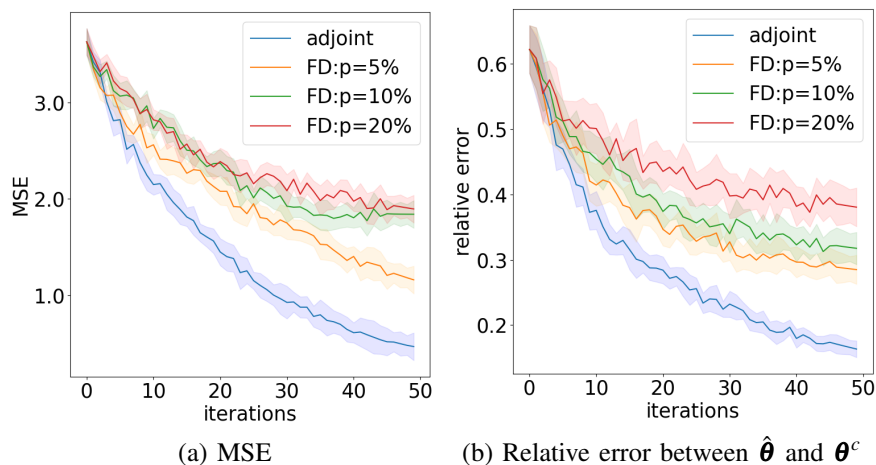 adjoint
FD:p=5%
FD:p=10%
FD:p=20%
MSE
3.0
2.0
1.0
0 10 20 30 40 50
iterations
(a) MSE
adjoint
FD:p=5%
FD:p=10%
FD:p=20%
relative error
0.6
0.5
0.4
0.3
0.2
0 10 20 30 40 50
iterations
(b) Relative error between θ̂ and θᶜ